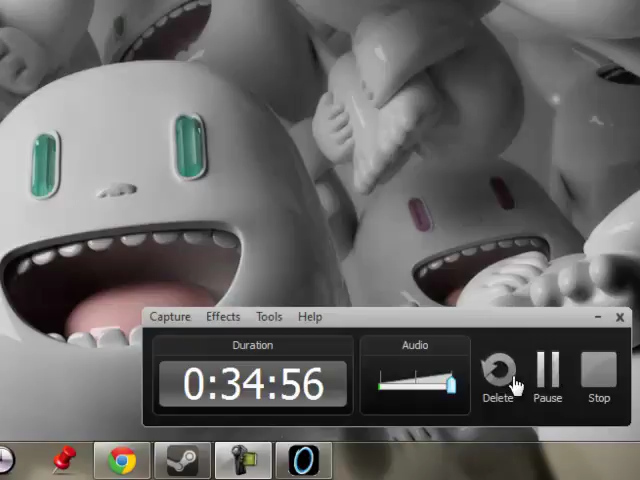 Capture Effects Tools Help
Duration
Audio
0:34:56
Delete Pause Stop